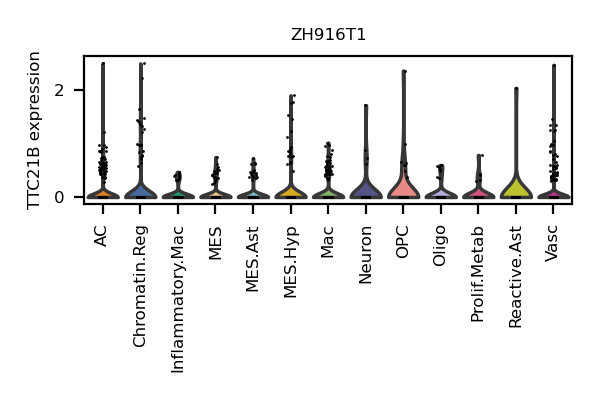 ZH916T1
TTC21B expression
2
0
AC
Chromatin.Reg
Inflammatory.Mac
MES
MES.Ast
MES.Hyp
Mac
Neuron
OPC
Oligo
Prolif.Metab
Reactive.Ast
Vasc